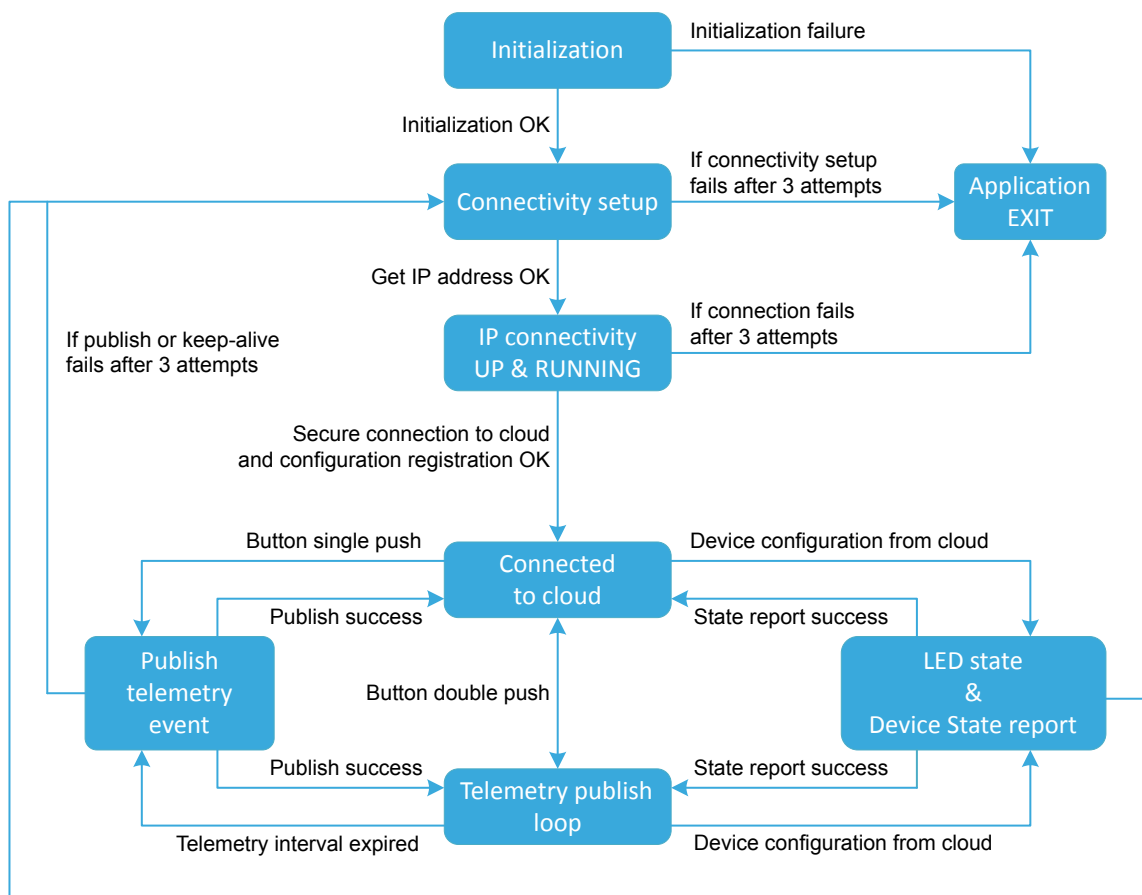 Initialization
Initialization failure
Initialization OK
If connectivity setup
fails after 3 attempts
Connectivity setup
Application
EXIT
Get IP address OK
If publish or keep-alive
fails after 3 attempts
IP connectivity
UP & RUNNING
If connection fails
after 3 attempts
Secure connection to cloud
and configuration registration OK
Button single push
Connected
to cloud
Device configuration from cloud
Publish success
State report success
Publish
telemetry
event
Button double push
LED state
&
Device State report
Publish success
State report success
Telemetry publish
loop
Telemetry interval expired
Device configuration from cloud